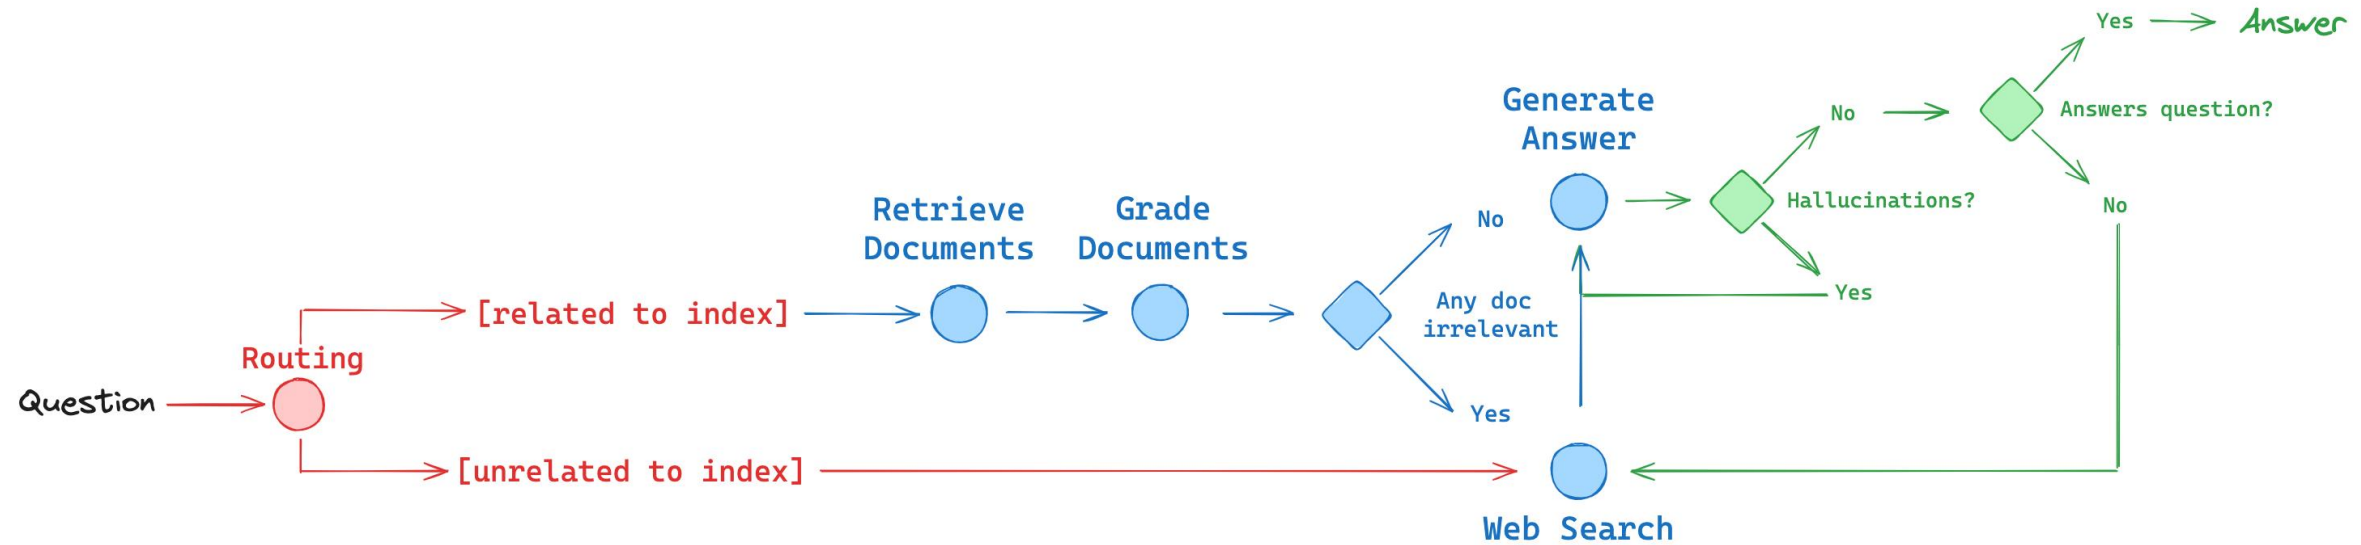 Question
Routing
[related to index]
[unrelated to index]
Retrieve
Documents
Grade
Documents
No
Any doc
irrelevant
Yes
Generate
Answer
Web Search
No
Hallucinations?
Yes
Yes
Answer
Answers question?
No